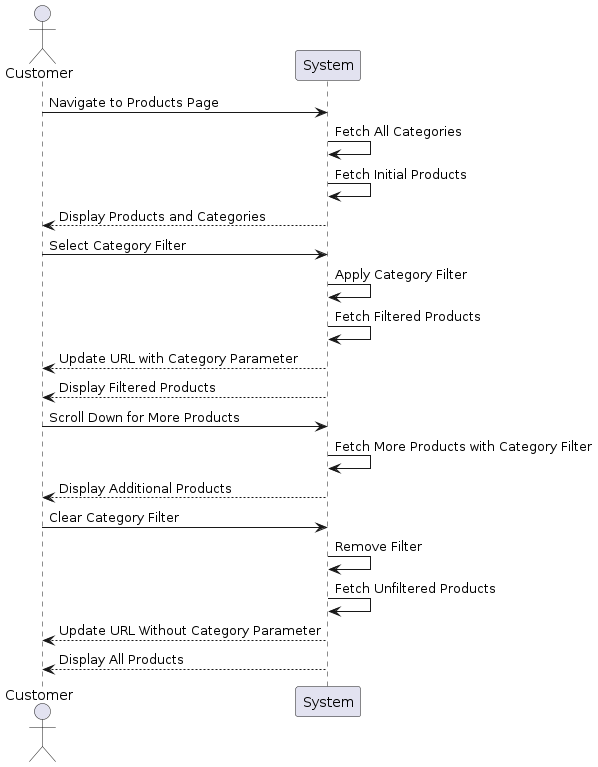 Customer
System
Navigate to Products Page
Fetch All Categories
Fetch Initial Products
Display Products and Categories
Select Category Filter
Apply Category Filter
Fetch Filtered Products
Update URL with Category Parameter
Display Filtered Products
Scroll Down for More Products
Fetch More Products with Category Filter
Display Additional Products
Clear Category Filter
Remove Filter
Fetch Unfiltered Products
Update URL Without Category Parameter
Display All Products
Customer
System